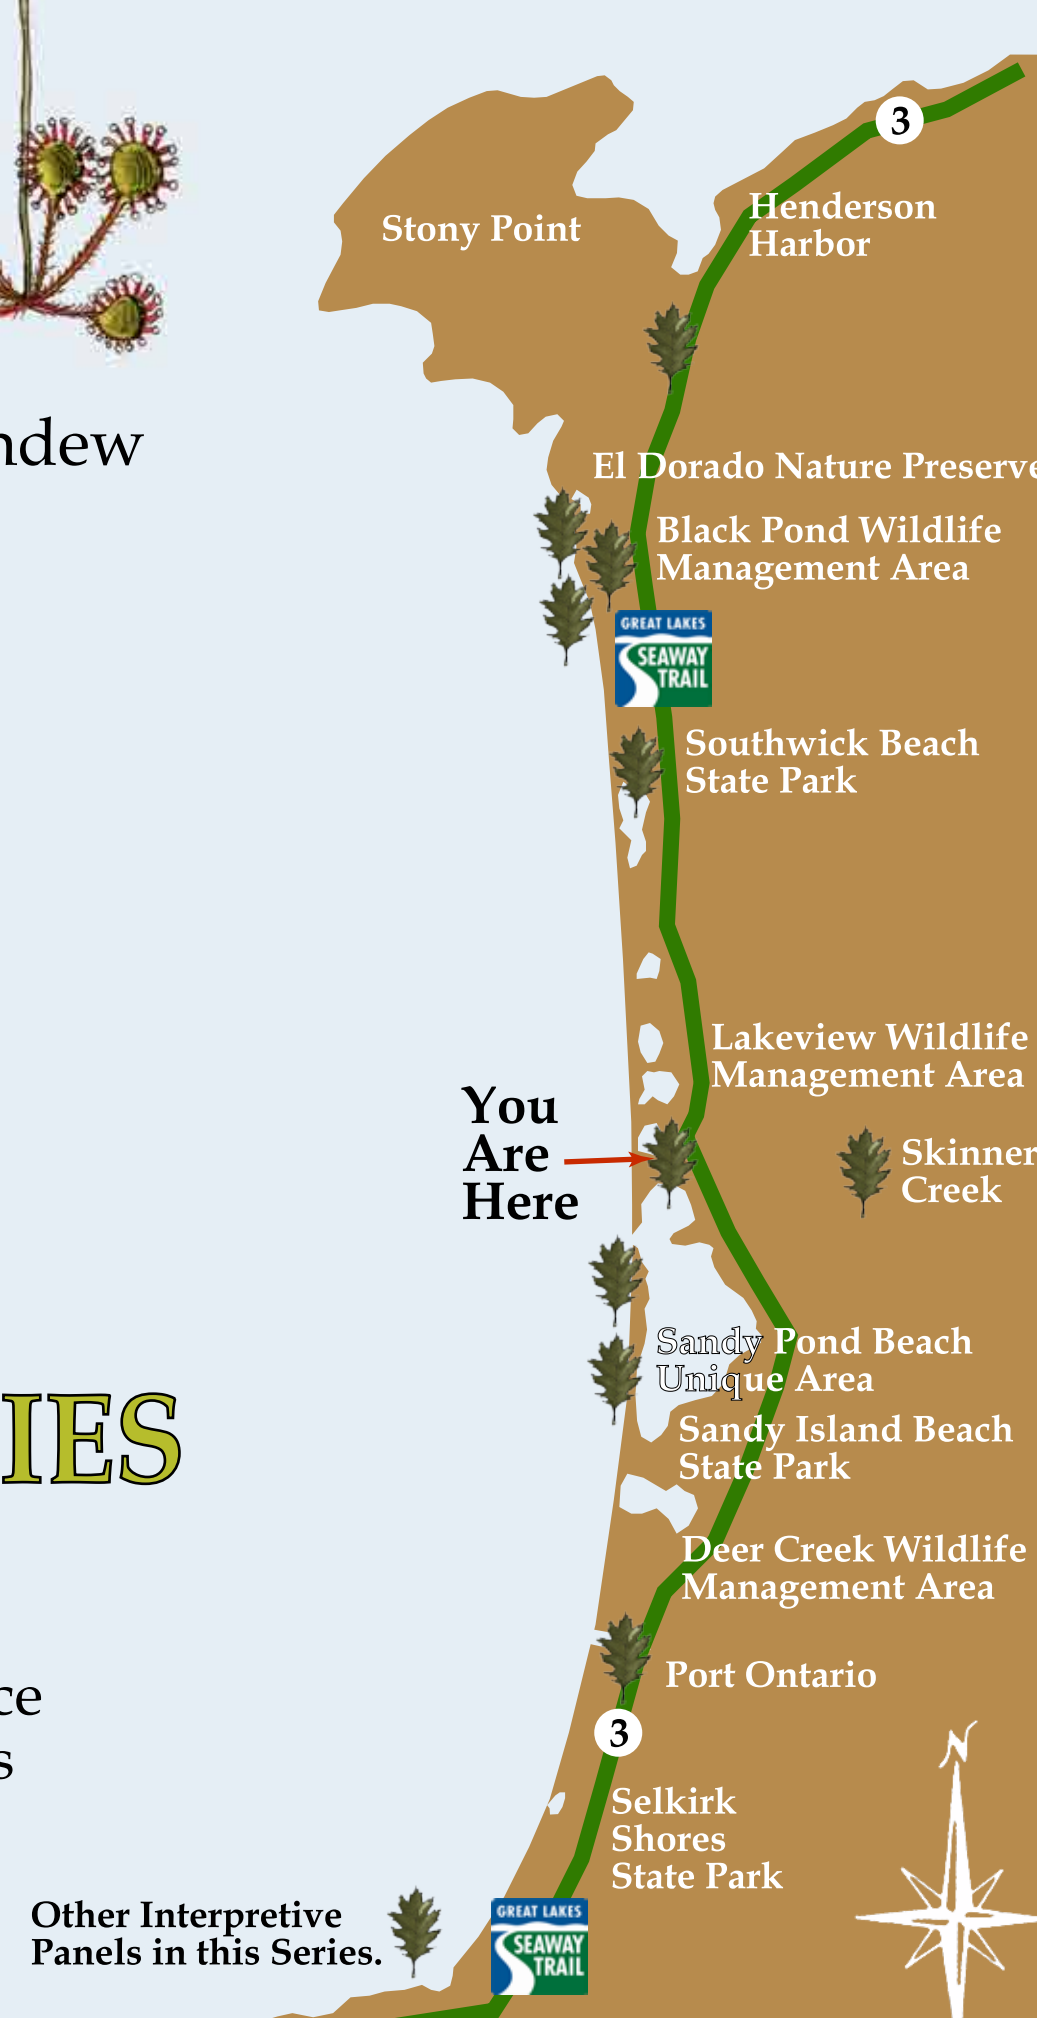 3
Henderson
Harbor
Stony Point
ndew
El Dorado Nature Preserve
Black Pond Wildlife
Management Area
GREAT LAKES
SEAWAY
TRAIL
Southwick Beach
State Park
Lakeview Wildlife
Management Area
You
Are
Here
Skinner
Creek
Sandy Pond Beach
Unique Area
IES
Sandy Island Beach
State Park
Deer Creek Wildlife
Management Area
Port Ontario
ce
3
s
N
Selkirk
Shores
State Park
Other Interpretive
Panels in this Series.
GREAT LAKES
SEAWAY
TRAIL